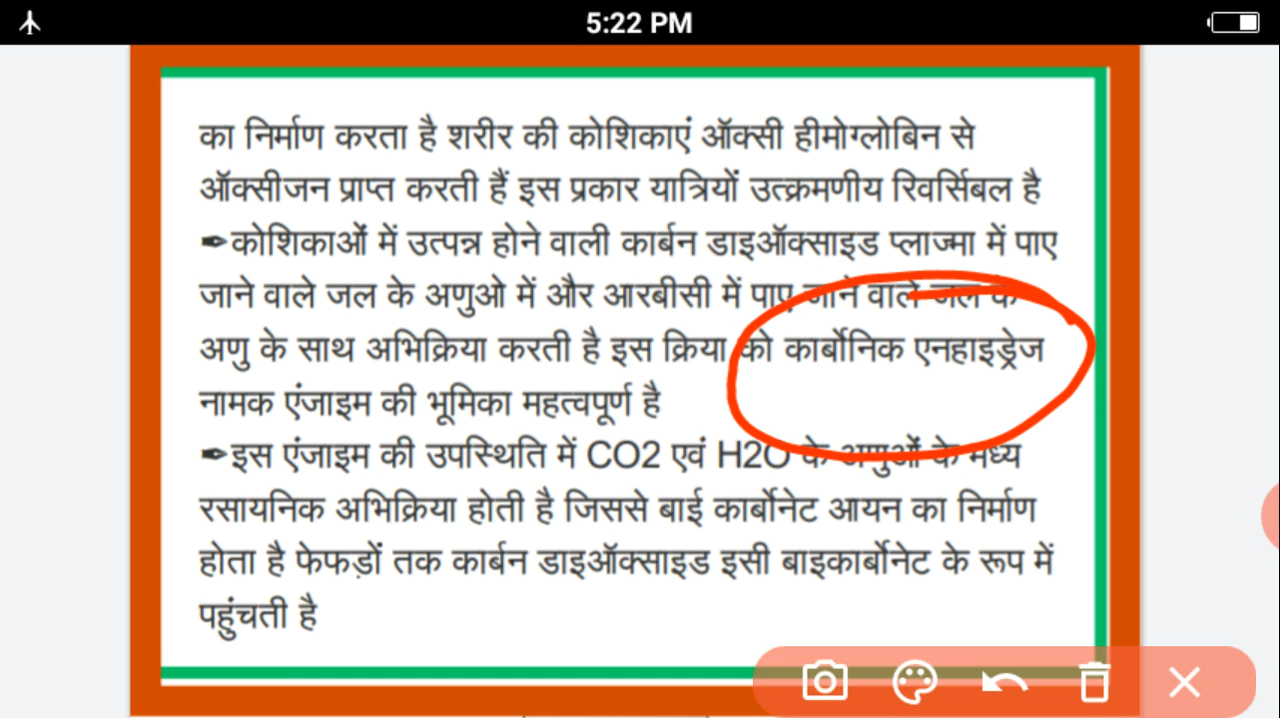 5:22 PM
का निर्माण करता है शरीर की कोशिकाएं ऑक्सी हीमोग्लोबिन से
ऑक्सीजन प्राप्त करती हैं इस प्रकार यात्रियों उत्क्रमणीय रिवर्सिबल है
✒कोशिकाओं में उत्पन्न होने वाली कार्बन डाइऑक्साइड प्लाज्मा में पाए
जाने वाले जल के अणुओ में और आरबीसी में पाए जाने वाले जल के
अणु के साथ अभिक्रिया करती है इस क्रिया को कार्बोनिक एनहाइड्रेज
नामक एंजाइम की भूमिका महत्वपूर्ण है
✒इस एंजाइम की उपस्थिति में CO2 एवं H2O के अणुओं के मध्य
रसायनिक अभिक्रिया होती है जिससे बाई कार्बोनेट आयन का निर्माण
होता है फेफड़ों तक कार्बन डाइऑक्साइड इसी बाइकार्बोनेट के रूप में
पहुंचती है